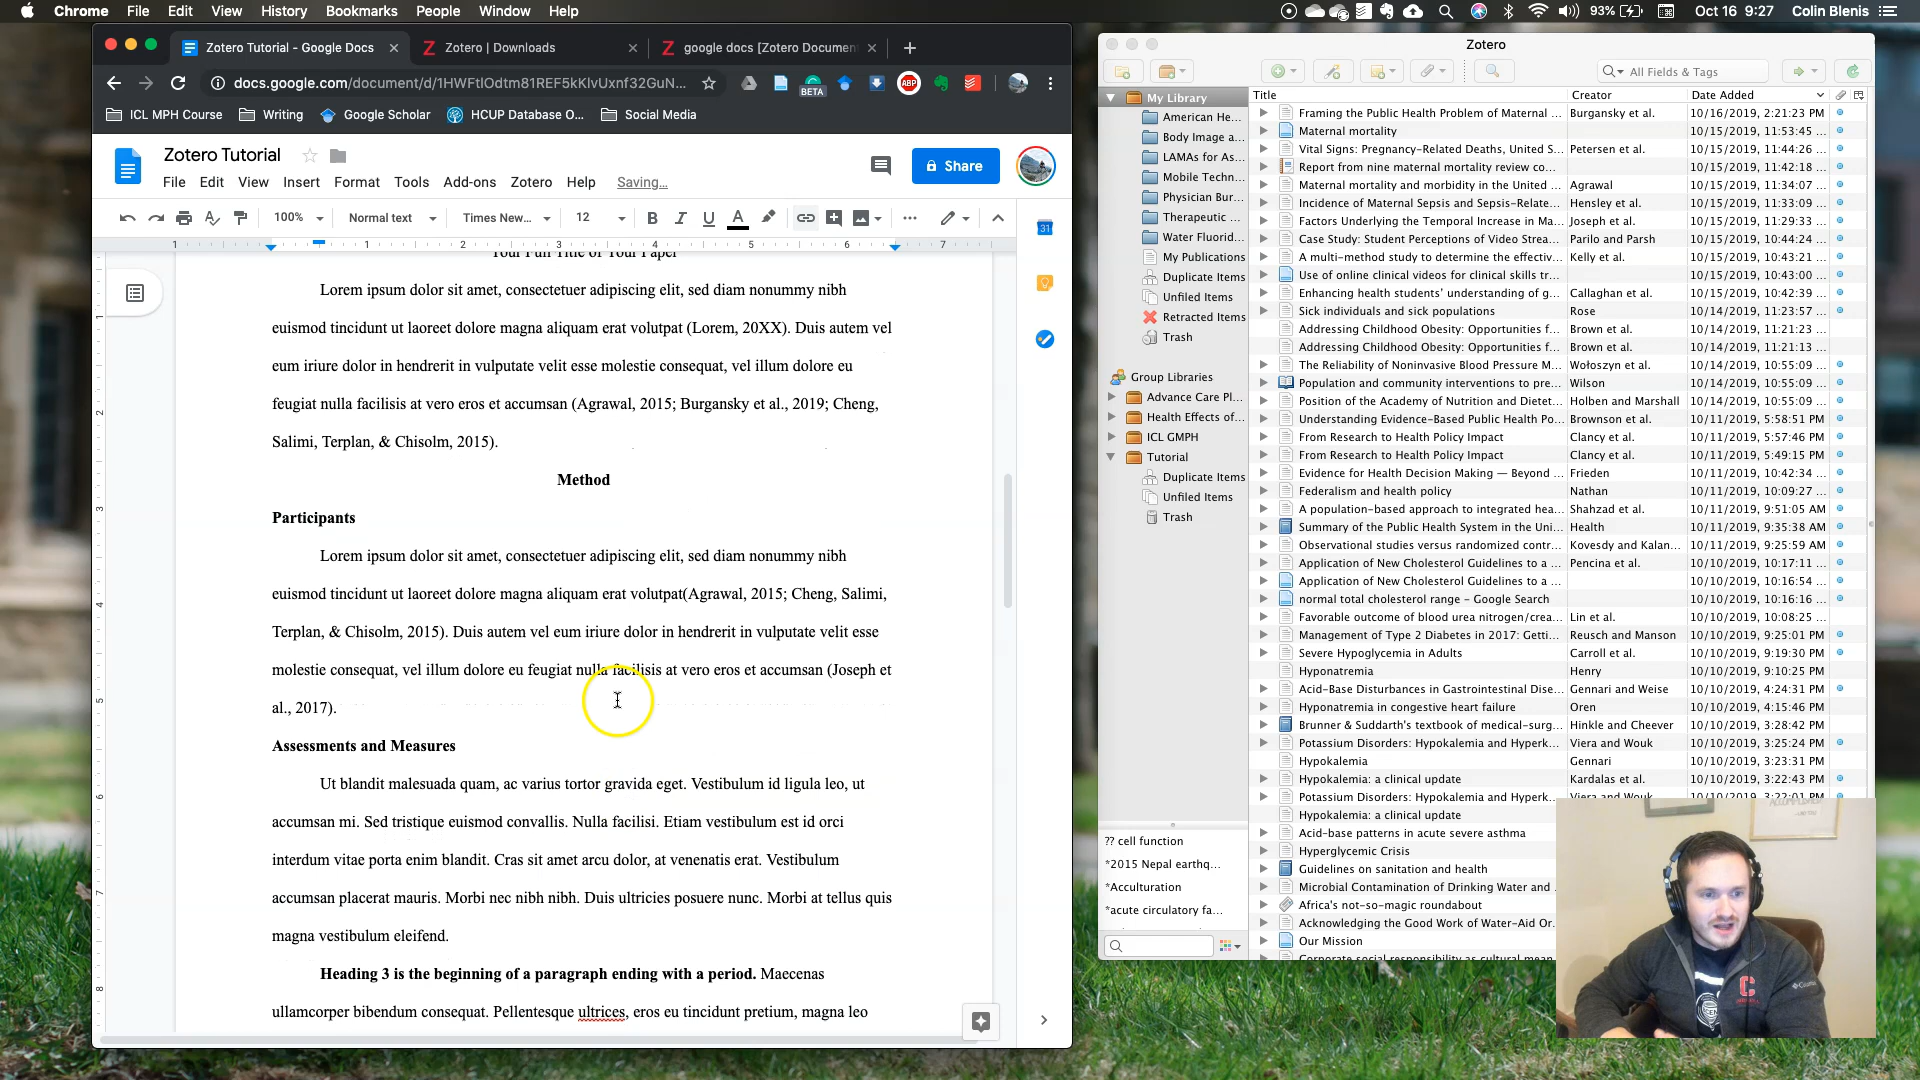 Chrome File Edit View History Bookmarks People Window Help
93% Oct 16 9:27 Colin Blenis
Zotero Tutorial - Google Docs
Zotero | Downloads
google docs [Zotero Documen
docs.google.com/document/d/1HWFtlOdtm81REF5kKlvUxnf32GuN...
BETA
ABP
ICL MPH Course Writing Google Scholar HCUP Database O... Social Media
Zotero Tutorial
Share
File Edit View Insert Format Tools Add-ons Zotero Help Saving...
100% Normal text Times New... 12 B I U A
1 1 2 3 4 5 6 7
31
Your Full Title of Your Paper
Lorem ipsum dolor sit amet, consectetuer adipiscing elit, sed diam nonummy nibh
euismod tincidunt ut laoreet dolore magna aliquam erat volutpat (Lorem, 20XX). Duis autem vel
eum iriure dolor in hendrerit in vulputate velit esse molestie consequat, vel illum dolore eu
feugiat nulla facilisis at vero eros et accumsan (Agrawal, 2015; Burgansky et al., 2019; Cheng,
Salimi, Terplan, & Chisolm, 2015).
Method
Participants
Lorem ipsum dolor sit amet, consectetuer adipiscing elit, sed diam nonummy nibh
euismod tincidunt ut laoreet dolore magna aliquam erat volutpat(Agrawal, 2015; Cheng, Salimi,
Terplan, & Chisolm, 2015). Duis autem vel eum iriure dolor in hendrerit in vulputate velit esse
molestie consequat, vel illum dolore eu feugiat nulla facilisis at vero eros et accumsan (Joseph et
al., 2017).
Assessments and Measures
Ut blandit malesuada quam, ac varius tortor gravida eget. Vestibulum id ligula leo, ut
accumsan mi. Sed tristique euismod convallis. Nulla facilisi. Etiam vestibulum est id orci
interdum vitae porta enim blandit. Cras sit amet arcu dolor, at venenatis erat. Vestibulum
accumsan placerat mauris. Morbi nec nibh nibh. Duis ultricies posuere nunc. Morbi at tellus quis
magna vestibulum eleifend.
Heading 3 is the beginning of a paragraph ending with a period. Maecenas
ullamcorper bibendum consequat. Pellentesque ultrices, eros eu tincidunt pretium, magna leo
Zotero
All Fields & Tags
My Library
American He...
Body Image a...
LAMAs for As...
Mobile Techn...
Physician Bur...
Therapeutic ...
Water Fluorid...
My Publications
Duplicate Items
Unfiled Items
Retracted Items
Trash
Group Libraries
Advance Care Pl...
Health Effects of...
ICL GMPH
Tutorial
Duplicate Items
Unfiled Items
Trash
?? cell function
*2015 Nepal earthq...
*Acculturation
*acute circulatory fa...
Title Creator Date Added
Framing the Public Health Problem of Maternal ... Burgansky et al. 10/16/2019, 2:21:23 PM
Maternal mortality 10/15/2019, 11:53:45 ...
Vital Signs: Pregnancy-Related Deaths, United S... Petersen et al. 10/15/2019, 11:44:26 ...
Report from nine maternal mortality review co... 10/15/2019, 11:42:18 ...
Maternal mortality and morbidity in the United ... Agrawal 10/15/2019, 11:34:07 ...
Incidence of Maternal Sepsis and Sepsis-Relate... Hensley et al. 10/15/2019, 11:33:09 ...
Factors Underlying the Temporal Increase in Ma... Joseph et al. 10/15/2019, 11:29:33 ...
Case Study: Student Perceptions of Video Strea... Parilo and Parsh 10/15/2019, 10:44:24 ...
A multi-method study to determine the effectiv... Kelly et al. 10/15/2019, 10:43:21 ...
Use of online clinical videos for clinical skills tr... 10/15/2019, 10:43:00 ...
Enhancing health students' understanding of g... Callaghan et al. 10/15/2019, 10:42:39 ...
Sick individuals and sick populations Rose 10/14/2019, 11:23:57 ...
Addressing Childhood Obesity: Opportunities f... Brown et al. 10/14/2019, 11:21:23 ...
Addressing Childhood Obesity: Opportunities f... Brown et al. 10/14/2019, 11:21:13 ...
The Reliability of Noninvasive Blood Pressure M... Wołoszyn et al. 10/14/2019, 10:55:09 ...
Population and community interventions to pre... Wilson 10/14/2019, 10:55:09 ...
Position of the Academy of Nutrition and Dietet... Holben and Marshall 10/14/2019, 10:55:09 ...
Understanding Evidence-Based Public Health Po... Brownson et al. 10/11/2019, 5:58:51 PM
From Research to Health Policy Impact Clancy et al. 10/11/2019, 5:57:46 PM
From Research to Health Policy Impact Clancy et al. 10/11/2019, 5:49:15 PM
Evidence for Health Decision Making — Beyond ... Frieden 10/11/2019, 10:42:34 ...
Federalism and health policy Nathan 10/11/2019, 10:09:27 ...
A population-based approach to integrated hea... Shahzad et al. 10/11/2019, 9:51:05 AM
Summary of the Public Health System in the Uni... Health 10/11/2019, 9:35:38 AM
Observational studies versus randomized contr... Kovesdy and Kalan... 10/11/2019, 9:25:59 AM
Application of New Cholesterol Guidelines to a ... Pencina et al. 10/10/2019, 10:17:11 ...
Application of New Cholesterol Guidelines to a ... 10/10/2019, 10:16:54 ...
normal total cholesterol range - Google Search 10/10/2019, 10:16:16 ...
Favorable outcome of blood urea nitrogen/crea... Lin et al. 10/10/2019, 10:08:25 ...
Management of Type 2 Diabetes in 2017: Getti... Reusch and Manson 10/10/2019, 9:25:01 PM
Severe Hypoglycemia in Adults Carroll et al. 10/10/2019, 9:19:30 PM
Hyponatremia Henry 10/10/2019, 9:10:25 PM
Acid-Base Disturbances in Gastrointestinal Dise... Gennari and Weise 10/10/2019, 4:24:31 PM
Hyponatremia in congestive heart failure Oren 10/10/2019, 4:15:46 PM
Brunner & Suddarth's textbook of medical-surg... Hinkle and Cheever 10/10/2019, 3:28:42 PM
Potassium Disorders: Hypokalemia and Hyperk... Viera and Wouk 10/10/2019, 3:25:24 PM
Hypokalemia Gennari 10/10/2019, 3:23:31 PM
Hypokalemia: a clinical update Kardalas et al. 10/10/2019, 3:22:43 PM
Potassium Disorders: Hypokalemia and Hyperk... Viera and Wouk 10/10/2019, 3:22:01 PM
Hypokalemia: a clinical update
Acid-base patterns in acute severe asthma
Hyperglycemic Crisis
Guidelines on sanitation and health
Microbial Contamination of Drinking Water and
Africa's not-so-magic roundabout
Acknowledging the Good Work of Water-Aid Or.
Our Mission
Corporate social responsibility as cultural mean